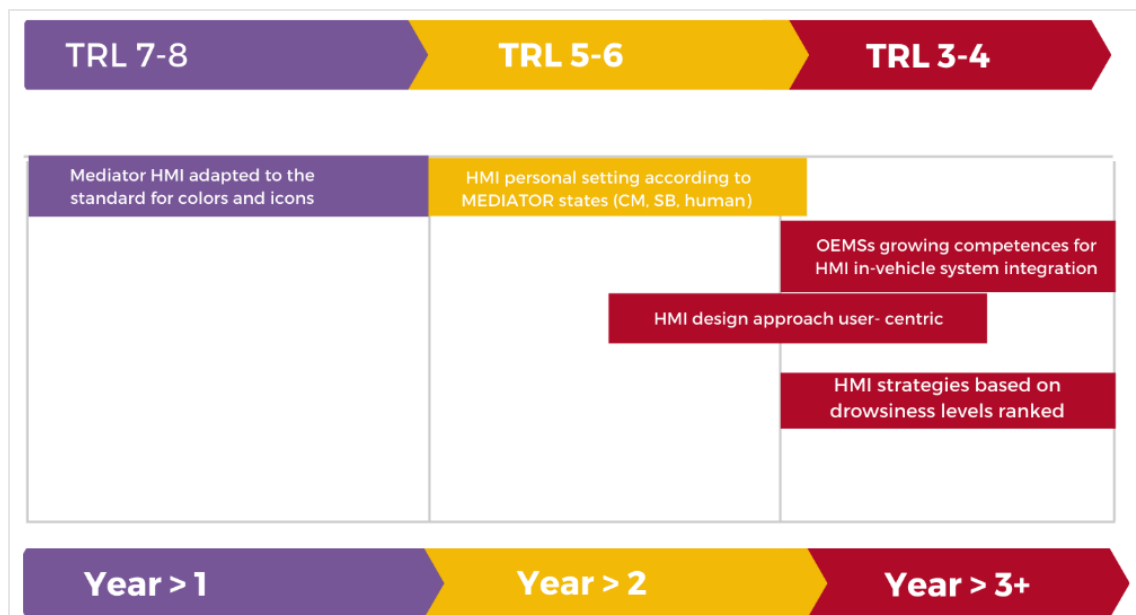 TRL 7-8
TRL 5-6
TRL 3-4
Mediator HMI adapted to the
standard for colors and icons
HMI personal setting according to
MEDIATOR states (CM, SB, human)
OEMSs growing competences for
HMI in-vehicle system integration
HMI design approach user- centric
HMI strategies based on
drowsiness levels ranked
Year > 1
Year > 2
Year > 3+